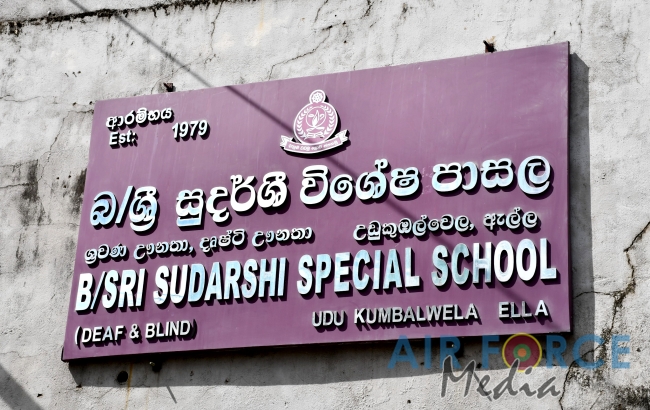 ආරම්භය
Est: 1979
බ/ශ්‍රී සුදර්ශී විශේෂ පාසල
ශ්‍රවණ ඌනතා, දෘෂ්ටි ඌනතා උඩුකුඹල්වෙල, ඇල්ල
B/SRI SUDARSHI SPECIAL SCHOOL
(DEAF & BLIND) UDU KUMBALWELA ELLA
AIR FORCE
Media